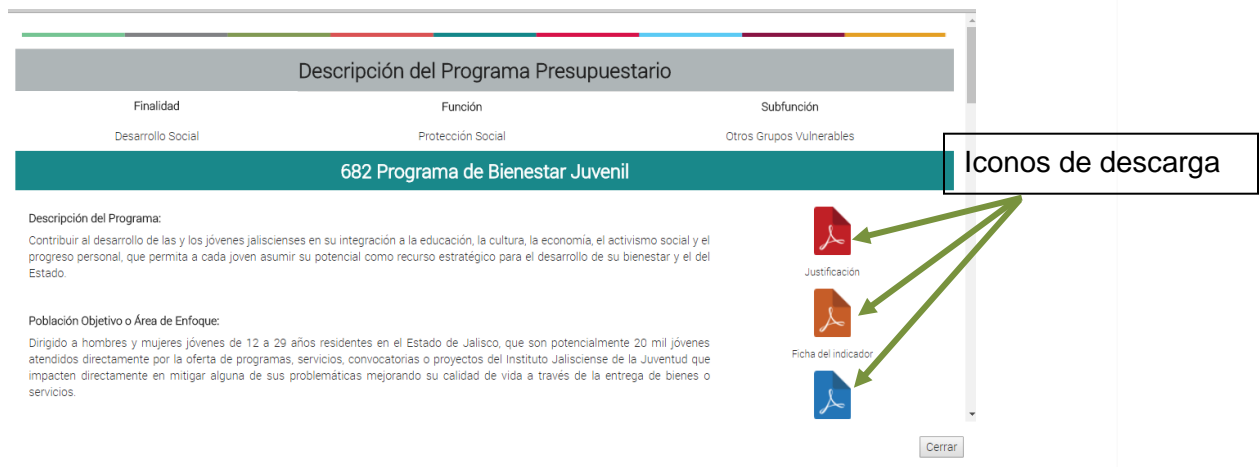 Descripción del Programa Presupuestario
Finalidad Función Subfunción
Desarrollo Social Protección Social Otros Grupos Vulnerables
Iconos de descarga
682 Programa de Bienestar Juvenil
Descripción del Programa:
Contribuir al desarrollo de las y los jóvenes jaliscienses en su integración a la educación, la cultura, la economía, el activismo social y el
progreso personal, que permita a cada joven asumir su potencial como recurso estratégico para el desarrollo de su bienestar y el del
Estado.
Justificación
Población Objetivo o Área de Enfoque:
Dirigido a hombres y mujeres jóvenes de 12 a 29 años residentes en el Estado de Jalisco, que son potencialmente 20 mil jóvenes
atendidos directamente por la oferta de programas, servicios, convocatorias o proyectos del Instituto Jalisciense de la Juventud que
impacten directamente en mitigar alguna de sus problemáticas mejorando su calidad de vida a través de la entrega de bienes o
servicios.
Ficha del indicador
Cerrar